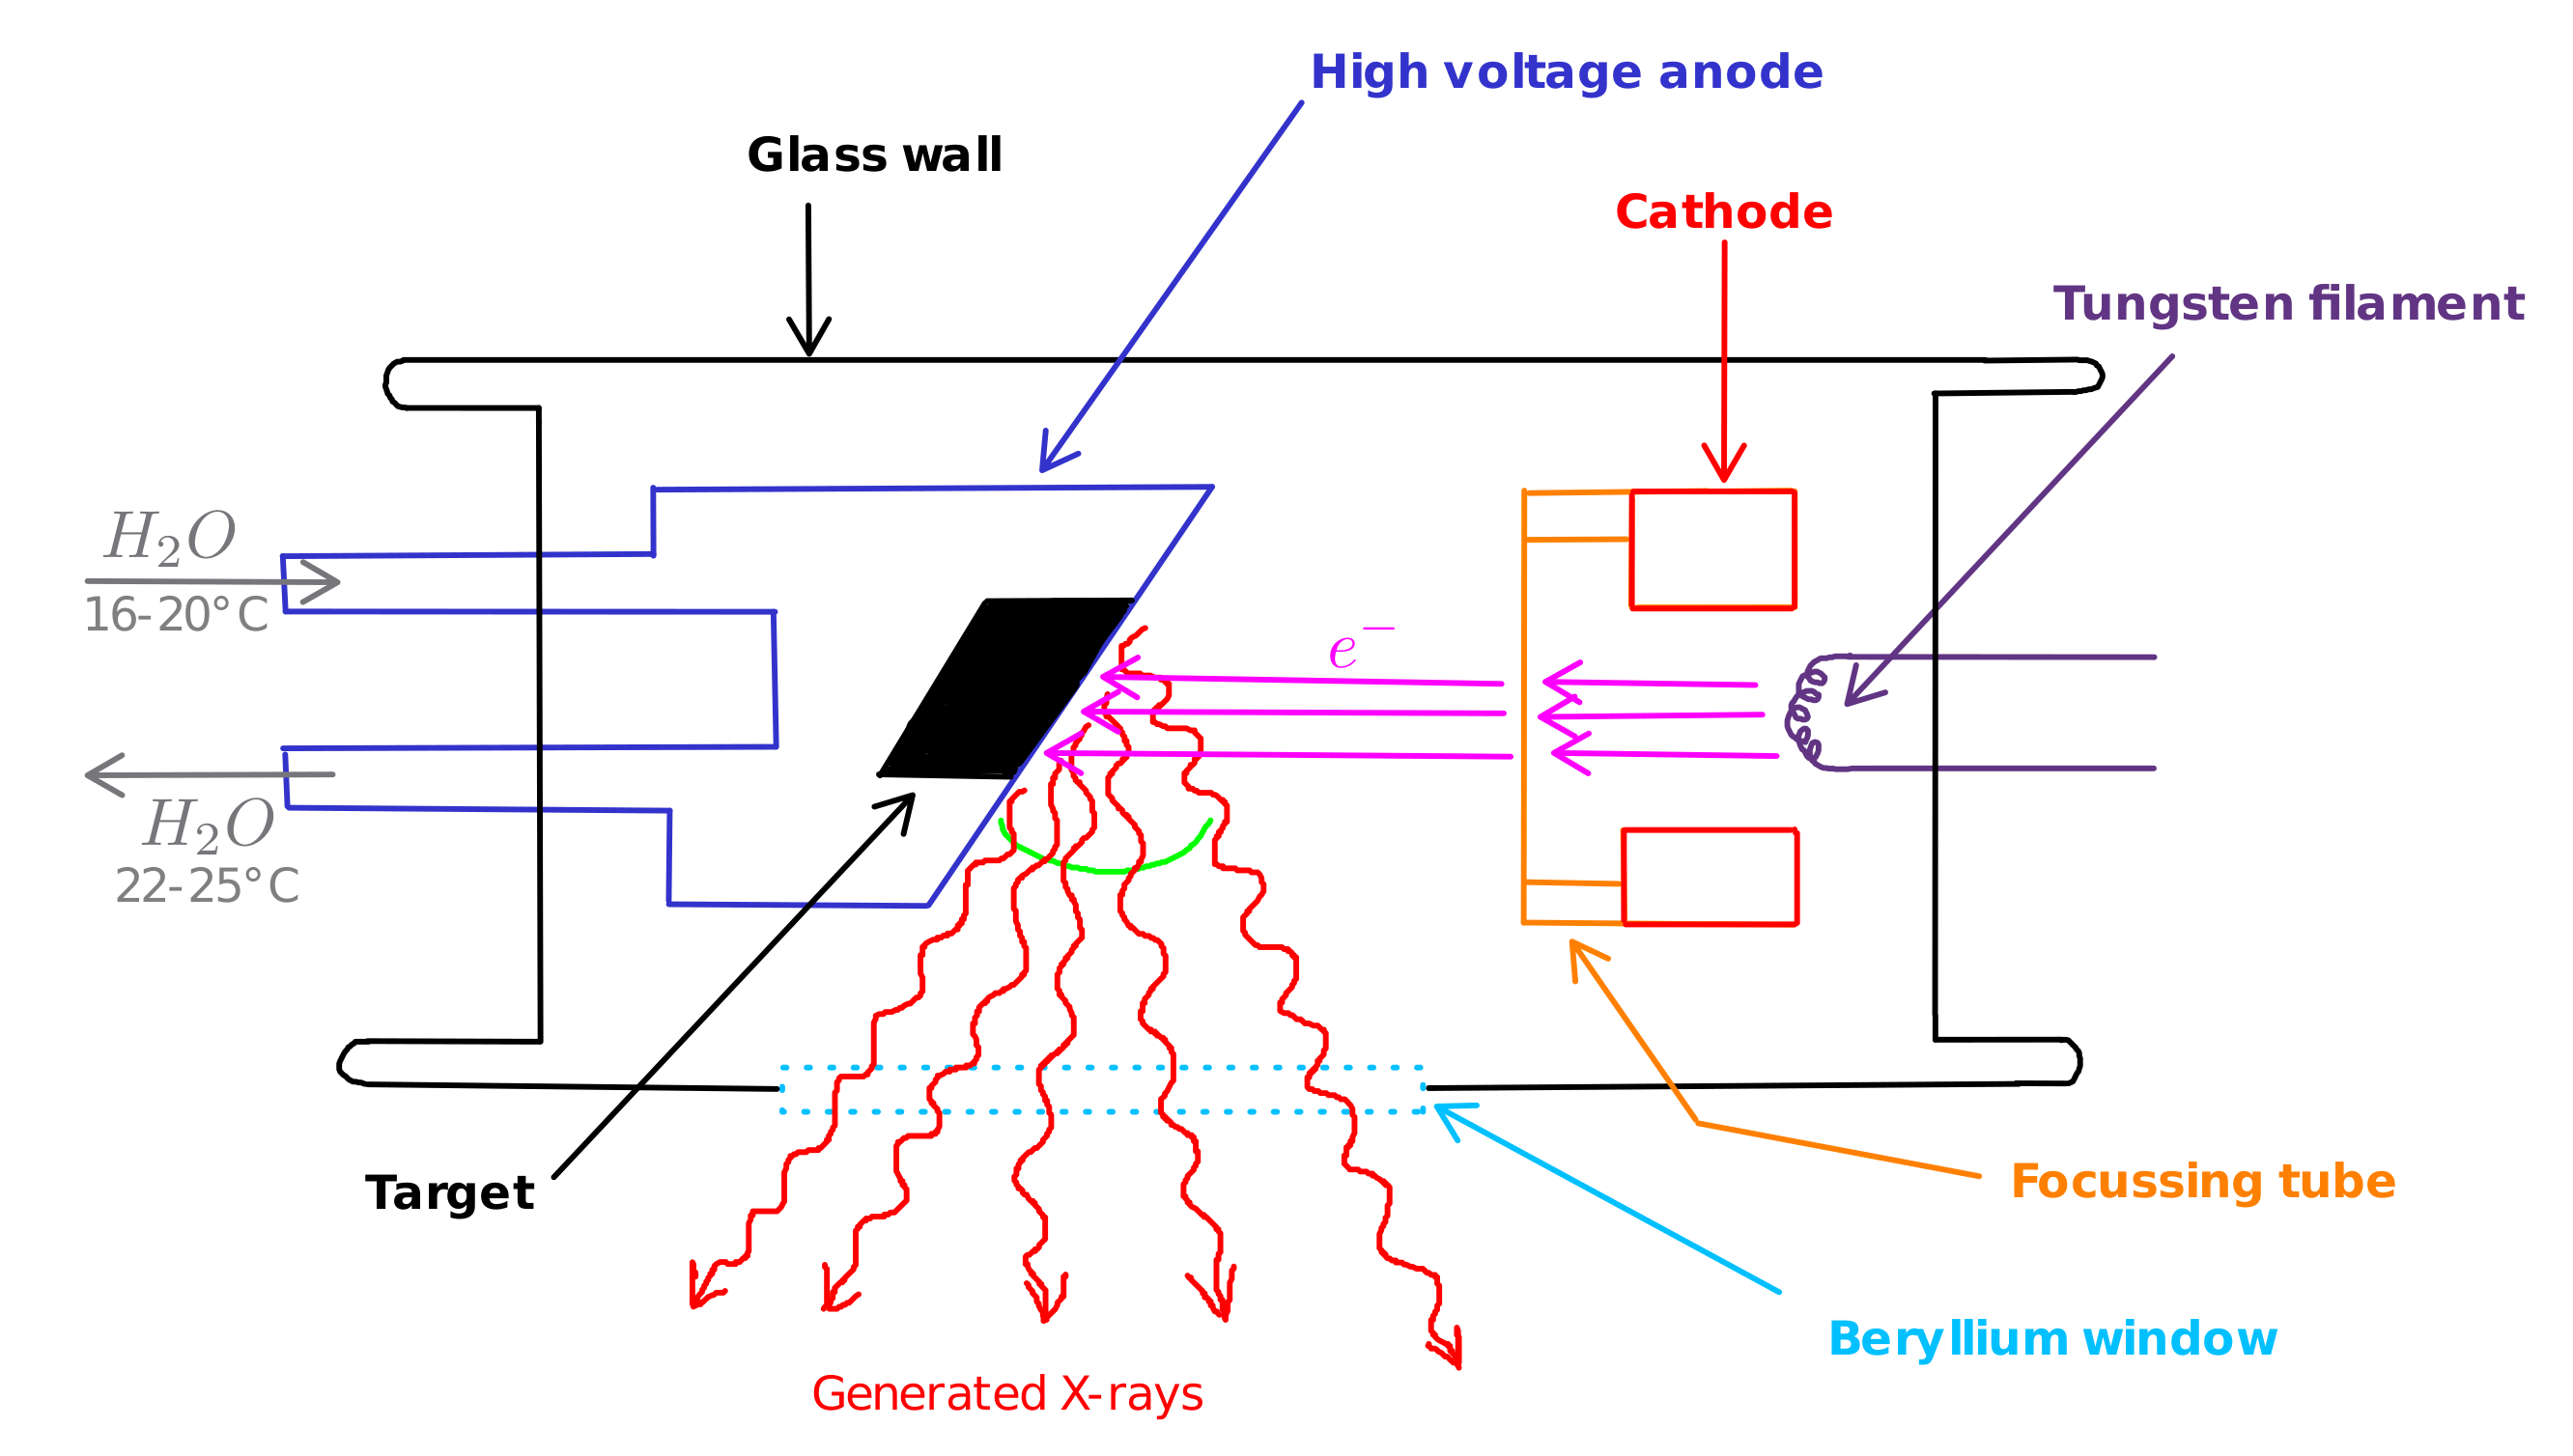 High voltage anode
Glass wall
Cathode
Tungsten filament
H₂O
16-20°C
e⁻
H₂O
22-25°C
Target
Focussing tube
Beryllium window
Generated X-rays